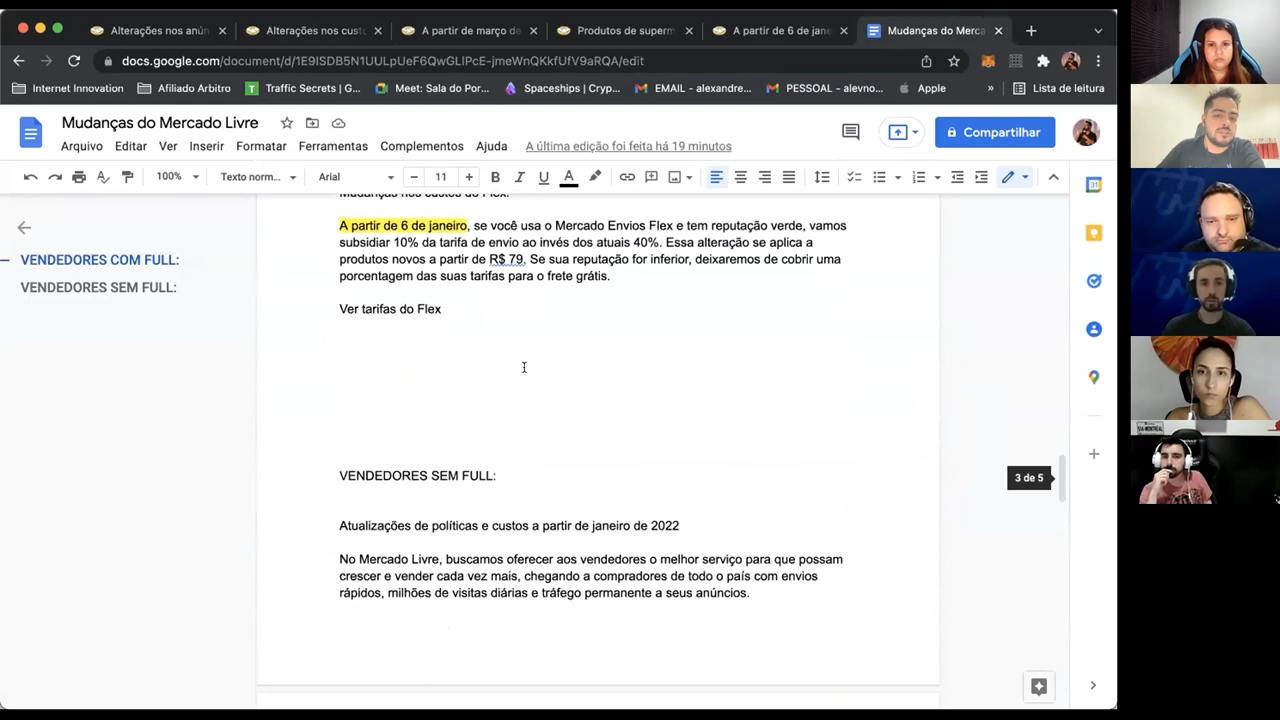 Alterações nos anún
Alterações nos custo
A partir de março de
Produtos de superm
A partir de 6 de jane
Mudanças do Merca
docs.google.com/document/d/1E9ISDB5N1UULpUeF6QwGLIPcE-jmeWnQKkfUfV9aRQA/edit
Internet Innovation
Afiliado Arbitro
Traffic Secrets | G...
Meet: Sala do Por...
Spaceships | Cryp...
EMAIL - alexandre...
PESSOAL - alevno...
Apple
»
Lista de leitura
Mudanças do Mercado Livre
Arquivo Editar Ver Inserir Formatar Ferramentas Complementos Ajuda
A última edição foi feita há 19 minutos
Compartilhar
100% Texto norm... Arial 11
VENDEDORES COM FULL:
VENDEDORES SEM FULL:
Mudanças nos custos do Flex:
A partir de 6 de janeiro, se você usa o Mercado Envios Flex e tem reputação verde, vamos
subsidiar 10% da tarifa de envio ao invés dos atuais 40%. Essa alteração se aplica a
produtos novos a partir de R$ 79. Se sua reputação for inferior, deixaremos de cobrir uma
porcentagem das suas tarifas para o frete grátis.
Ver tarifas do Flex
VENDEDORES SEM FULL:
3 de 5
Atualizações de políticas e custos a partir de janeiro de 2022
No Mercado Livre, buscamos oferecer aos vendedores o melhor serviço para que possam
crescer e vender cada vez mais, chegando a compradores de todo o país com envios
rápidos, milhões de visitas diárias e tráfego permanente a seus anúncios.